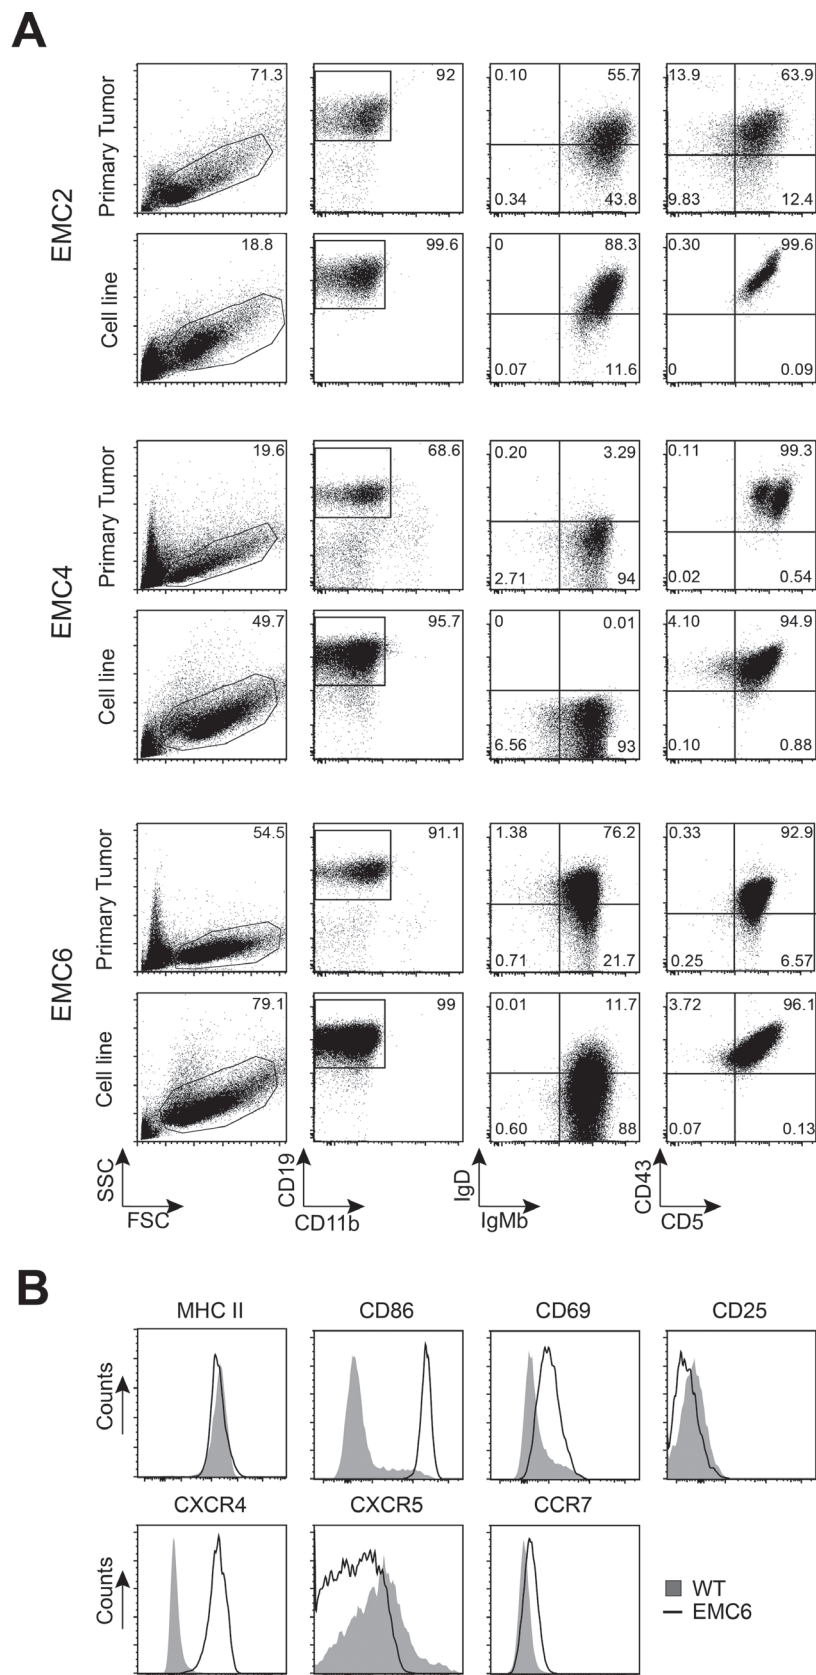 A
EMC2
Primary Tumor
71.3
92
0.10 55.7
0.34 43.8
13.9 63.9
9.83 12.4
Cell line
18.8
99.6
0 88.3
0.07 11.6
0.30 99.6
0 0.09
EMC4
Primary Tumor
19.6
68.6
0.20 3.29
2.71 94
0.11 99.3
0.02 0.54
Cell line
49.7
95.7
0 0.01
6.56 93
4.10 94.9
0.10 0.88
EMC6
Primary Tumor
54.5
91.1
1.38 76.2
0.71 21.7
0.33 92.9
0.25 6.57
Cell line
79.1
99
0.01 11.7
0.60 88
3.72 96.1
0.07 0.13
SSC
FSC
CD19
CD11b
IgD
IgMb
CD43
CD5
B
MHC II CD86 CD69 CD25
Counts
CXCR4 CXCR5 CCR7
Counts
WT
EMC6